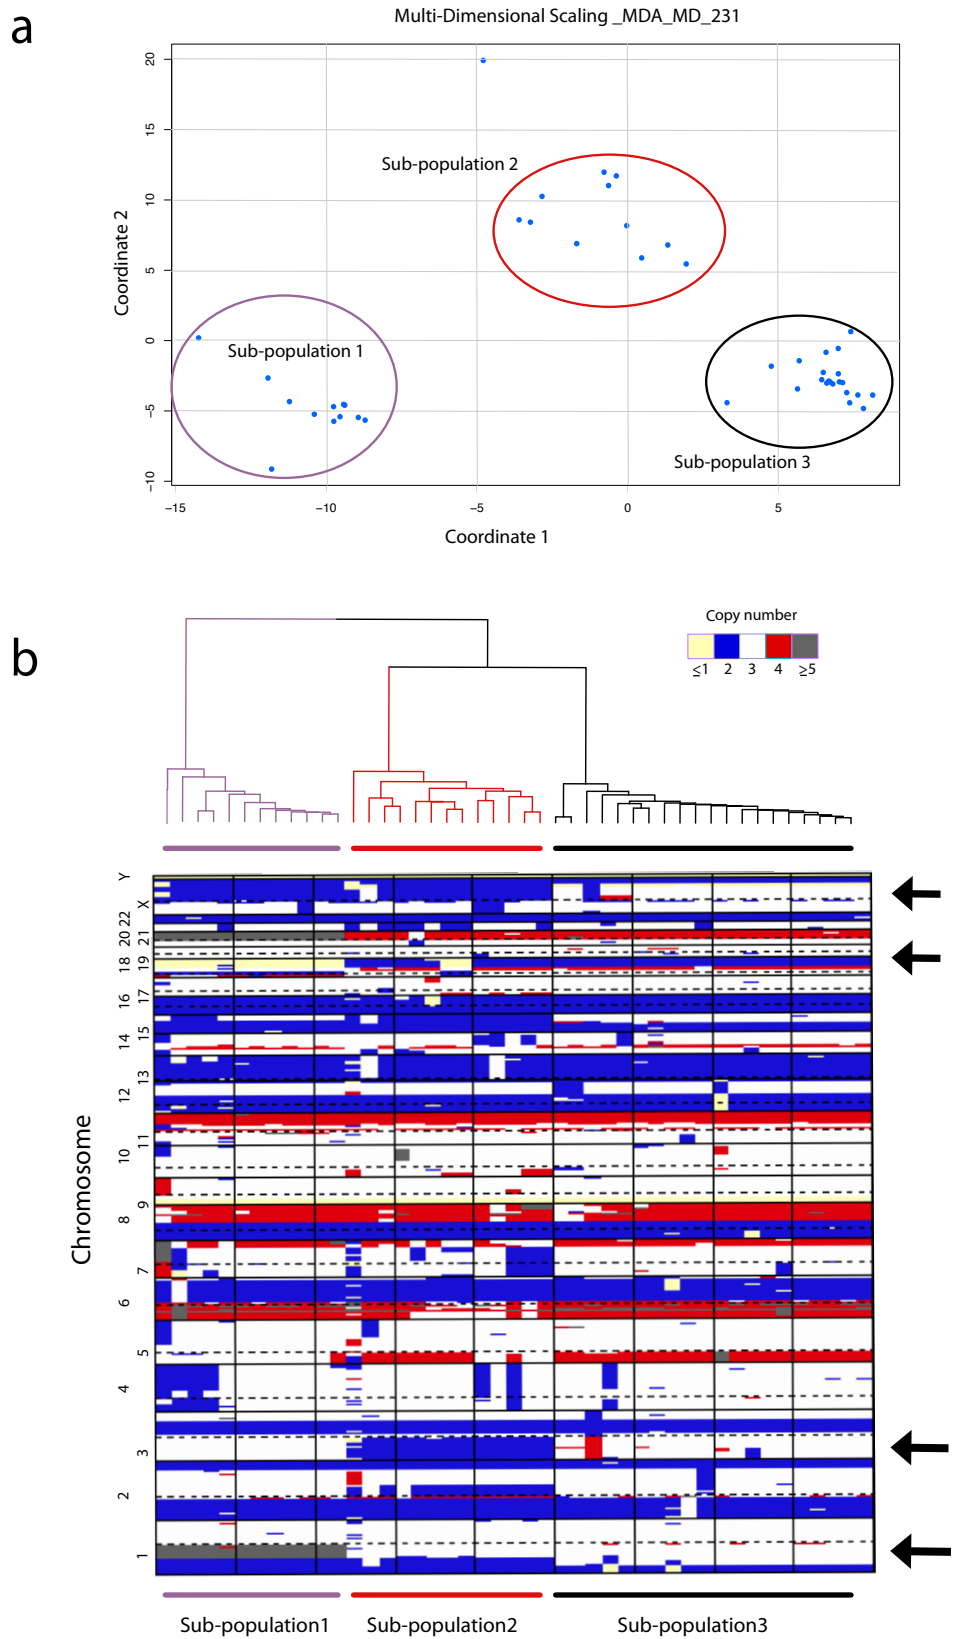 a
Multi-Dimensional Scaling _MDA_MD_231
20
15
10
5
0
−5
−10
Coordinate 2
Sub-population 2
Sub-population 1
Sub-population 3
−15
−10
−5
0
5
Coordinate 1
b
Copy number
≤1
2
3
4
≥5
Chromosome
Y
X
22
21
20
19
18
17
16
15
14
13
12
11
10
9
8
7
6
5
4
3
2
1
Sub-population1
Sub-population2
Sub-population3